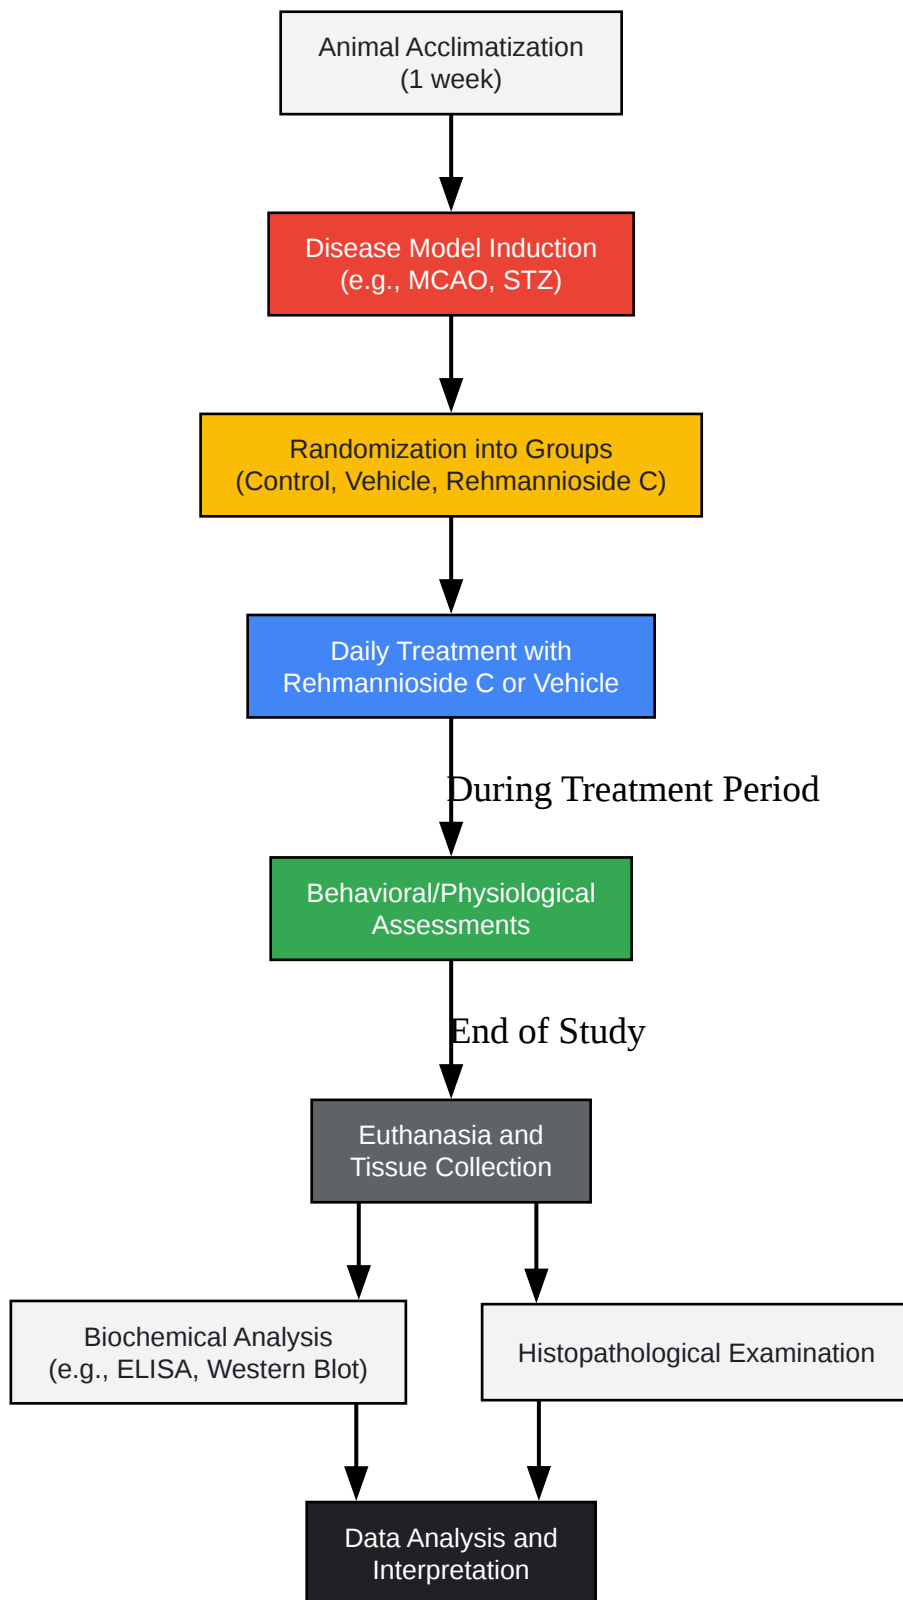 Animal Acclimatization
(1 week)
Disease Model Induction
(e.g., MCAO, STZ)
Randomization into Groups
(Control, Vehicle, Rehmannioside C)
Daily Treatment with
Rehmannioside C or Vehicle
During Treatment Period
Behavioral/Physiological
Assessments
End of Study
Euthanasia and
Tissue Collection
Biochemical Analysis
(e.g., ELISA, Western Blot)
Histopathological Examination
Data Analysis and
Interpretation